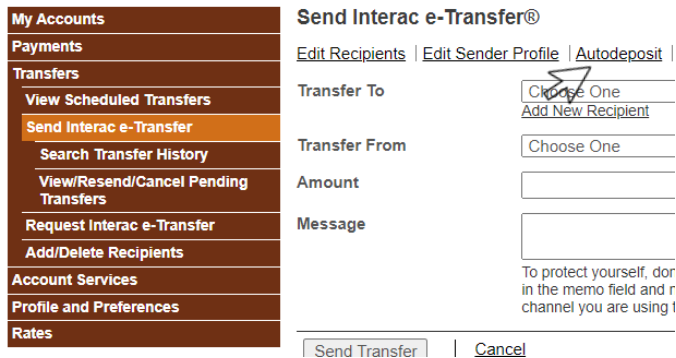 My Accounts
Payments
Transfers
View Scheduled Transfers
Send Interac e-Transfer
Search Transfer History
View/Resend/Cancel Pending
Transfers
Request Interac e-Transfer
Add/Delete Recipients
Account Services
Profile and Preferences
Rates
Send Interac e-Transfer®
Edit Recipients | Edit Sender Profile | Autodeposit |
Transfer To
Choose One
Add New Recipient
Transfer From
Choose One
Amount
Message
To protect yourself, don
in the memo field and
channel you are using
Send Transfer | Cancel